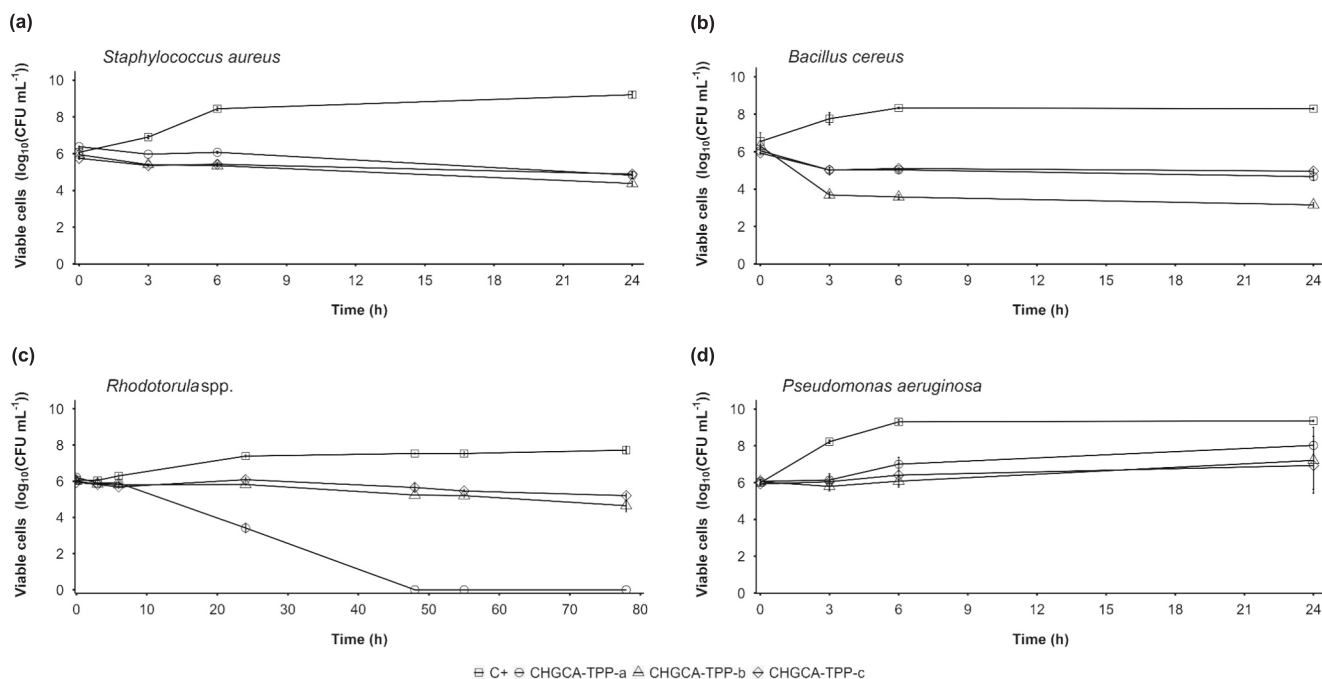 (a)
Staphylococcus aureus
10
8
6
4
2
0
Viable cells (log₁₀(CFU mL⁻¹))
0 3 6 9 12 15 18 21 24
Time (h)
(b)
Bacillus cereus
10
8
6
4
2
0
Viable cells (log₁₀(CFU mL⁻¹))
0 3 6 9 12 15 18 21 24
Time (h)
(c)
Rhodotorula spp.
10
8
6
4
2
0
Viable cells (log₁₀(CFU mL⁻¹))
0 10 20 30 40 50 60 70 80
Time (h)
(d)
Pseudomonas aeruginosa
10
8
6
4
2
0
Viable cells (log₁₀(CFU mL⁻¹))
0 3 6 9 12 15 18 21 24
Time (h)
C+ CHGCA-TPP-a CHGCA-TPP-b CHGCA-TPP-c